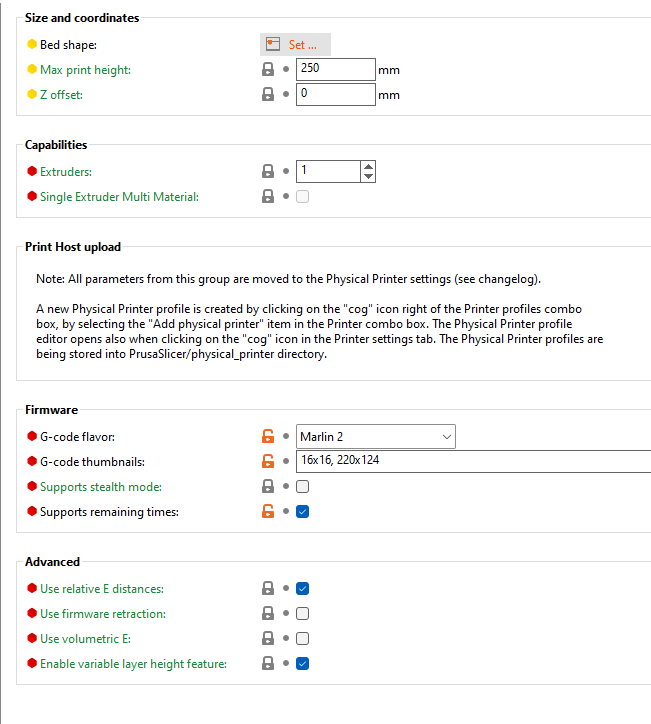 Size and coordinates
Bed shape: Set ...
Max print height: 250 mm
Z offset: 0 mm
Capabilities
Extruders: 1
Single Extruder Multi Material:
Print Host upload
Note: All parameters from this group are moved to the Physical Printer settings (see changelog).
A new Physical Printer profile is created by clicking on the "cog" icon right of the Printer profiles combo
box, by selecting the "Add physical printer" item in the Printer combo box. The Physical Printer profile
editor opens also when clicking on the "cog" icon in the Printer settings tab. The Physical Printer profiles are
being stored into PrusaSlicer/physical_printer directory.
Firmware
G-code flavor: Marlin 2
G-code thumbnails: 16x16, 220x124
Supports stealth mode:
Supports remaining times:
Advanced
Use relative E distances:
Use firmware retraction:
Use volumetric E:
Enable variable layer height feature: